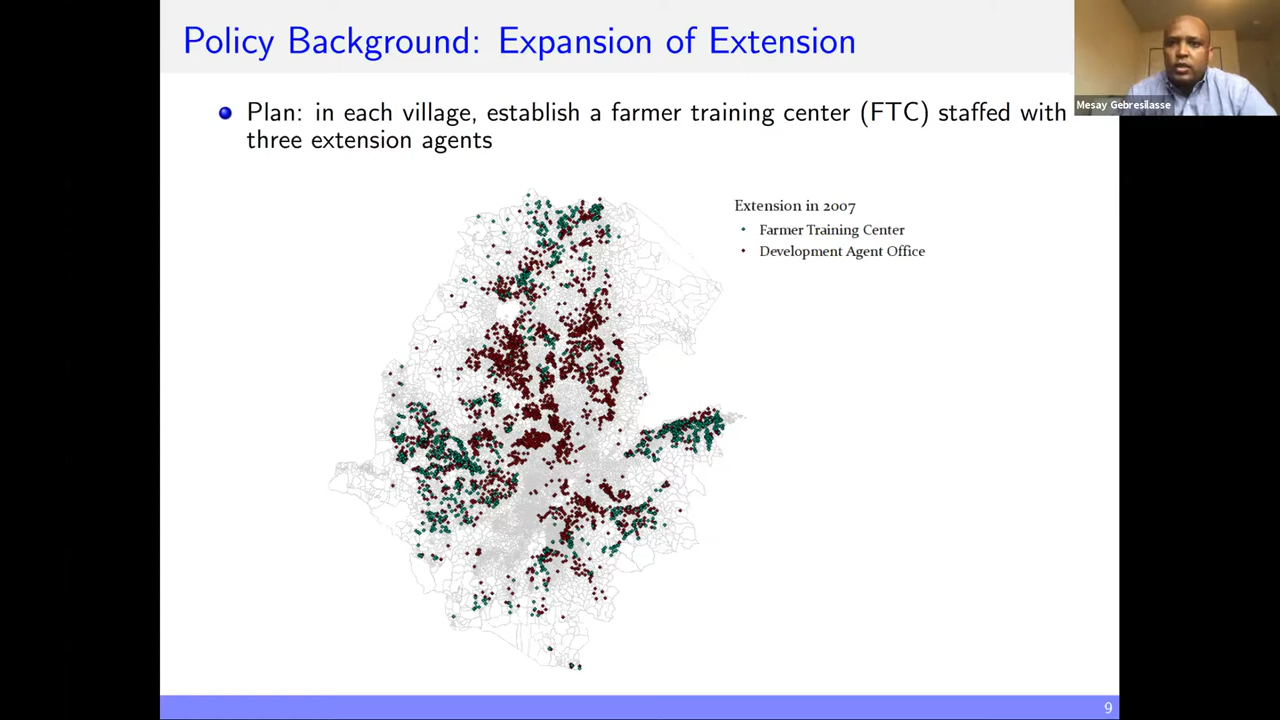 Policy Background: Expansion of Extension
Mesay Gebresilasse
Plan: in each village, establish a farmer training center (FTC) staffed with
three extension agents
Extension in 2007
Farmer Training Center
Development Agent Office
9